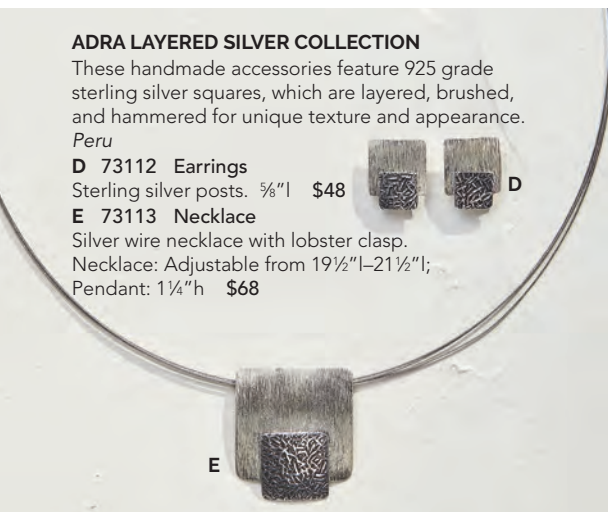 ADRA LAYERED SILVER COLLECTION
These handmade accessories feature 925 grade
sterling silver squares, which are layered, brushed,
and hammered for unique texture and appearance.
Peru
D 73112 Earrings
Sterling silver posts. ⅝"l $48
D
E 73113 Necklace
Silver wire necklace with lobster clasp.
Necklace: Adjustable from 19½"l–21½"l;
Pendant: 1¼"h $68
E